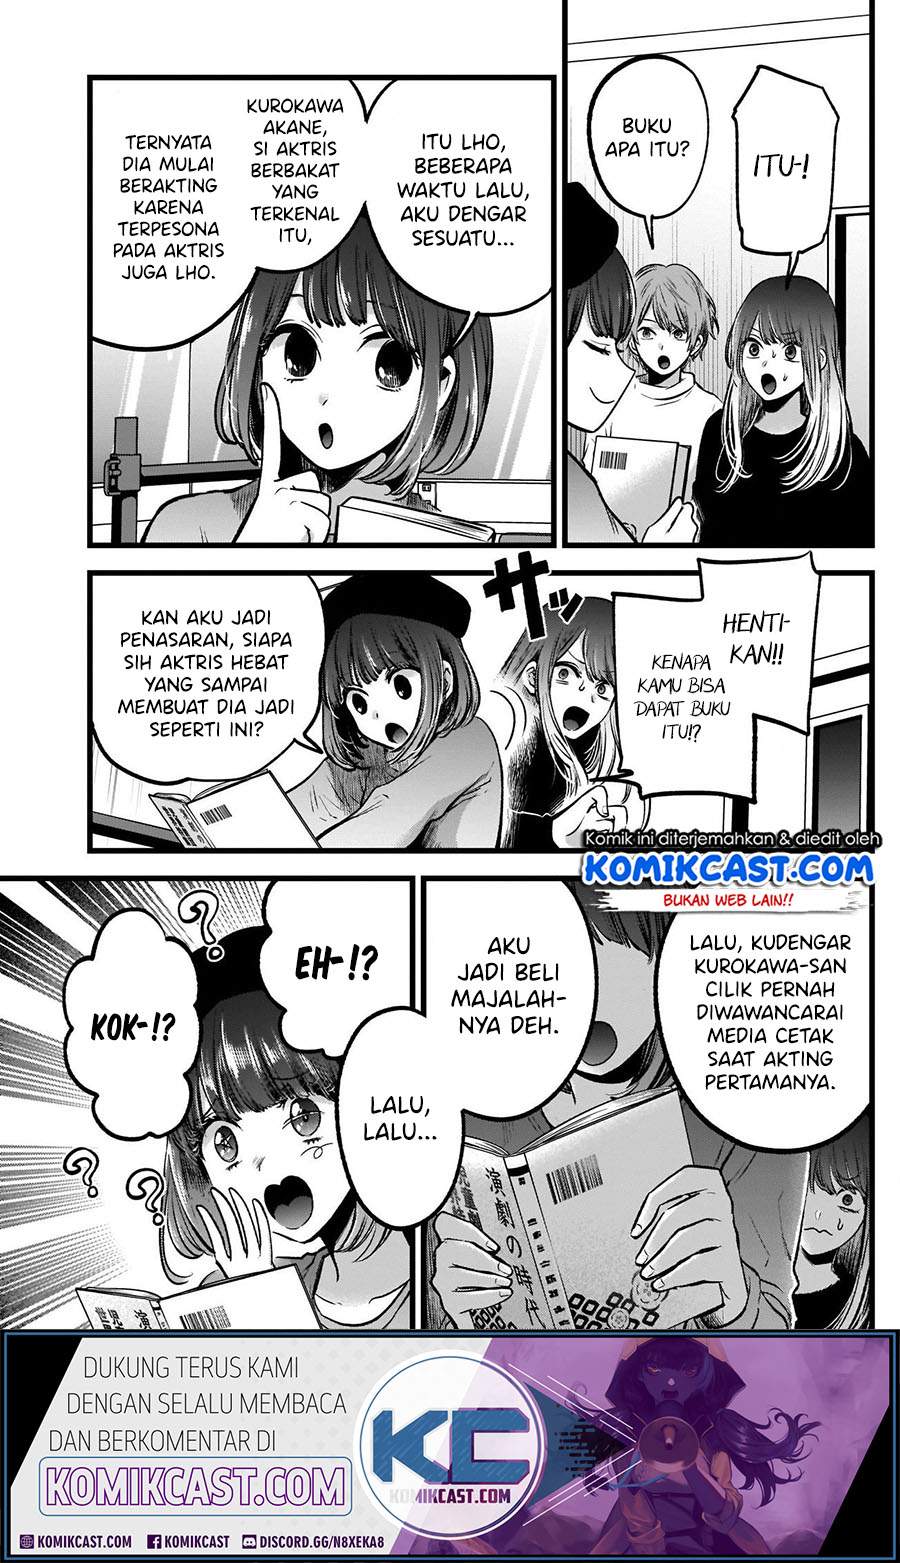 ITU-!
BUKU
APA ITU?
ITU LHO,
BEBERAPA
WAKTU LALU,
AKU DENGAR
SESUATU...
KUROKAWA
AKANE,
SI AKTRIS
BERBAKAT
YANG
TERKENAL
ITU,
TERNYATA
DIA MULAI
BERAKTING
KARENA
TERPESONA
PADA AKTRIS
JUGA LHO.
HENTI-
KAN!!
KENAPA
KAMU BISA
DAPAT BUKU
ITU!?
サッ
KAN AKU JADI
PENASARAN, SIAPA
SIH AKTRIS HEBAT
YANG SAMPAI
MEMBUAT DIA JADI
SEPERTI INI?
Komik ini diterjemahkan & diedit oleh
KOMIKCAST.COM
BUKAN WEB LAIN!!
LALU, KUDENGAR
KUROKAWA-SAN
CILIK PERNAH
DIWAWANCARAI
MEDIA CETAK
SAAT AKTING
PERTAMANYA.
AKU
JADI BELI
MAJALAH-
NYA DEH.
LALU,
LALU...
EH-!?
KOK-!?
?
?
?
DUKUNG TERUS KAMI
DENGAN SELALU MEMBACA
DAN BERKOMENTAR DI
KOMIKCAST.COM
KC
KOMIKCAST.COM
KOMIKCAST.COM
KOMIKCAST
DISCORD.GG/N8XEKA8